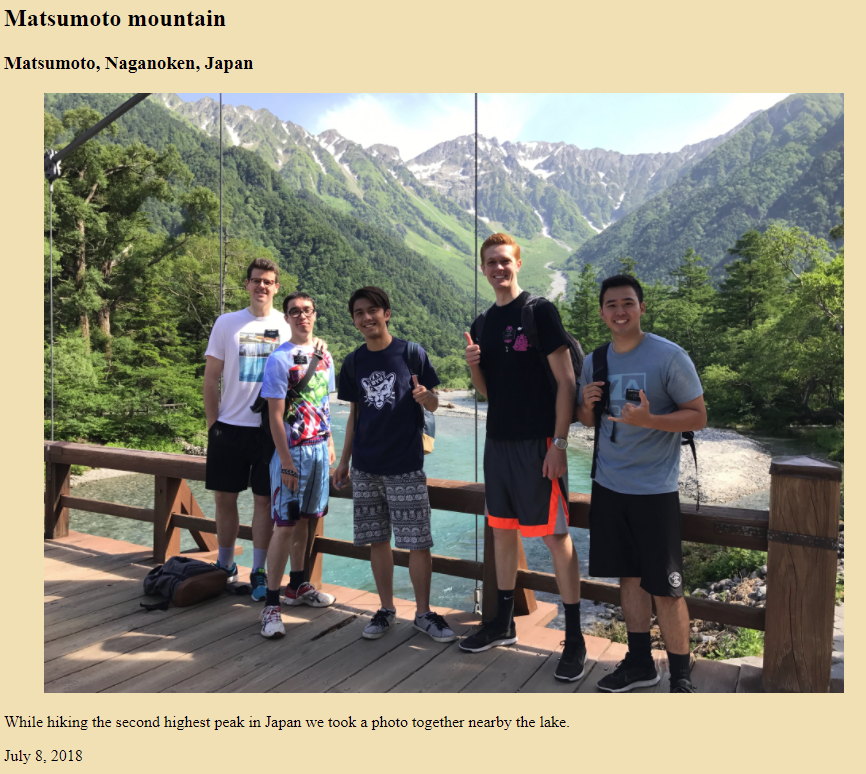 Matsumoto mountain
Matsumoto, Naganoken, Japan
While hiking the second highest peak in Japan we took a photo together nearby the lake.
July 8, 2018